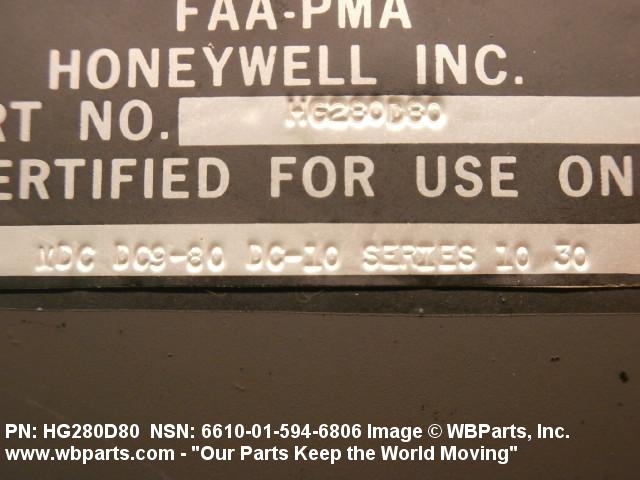 FAA-PMA
HONEYWELL INC.
RT NO. HG280D80
ERTIFIED FOR USE ON
MDC DC9-80 DC-10 SERIES 10 30
PN: HG280D80 NSN: 6610-01-594-6806 Image © WBParts, Inc.
www.wbparts.com - "Our Parts Keep the World Moving"